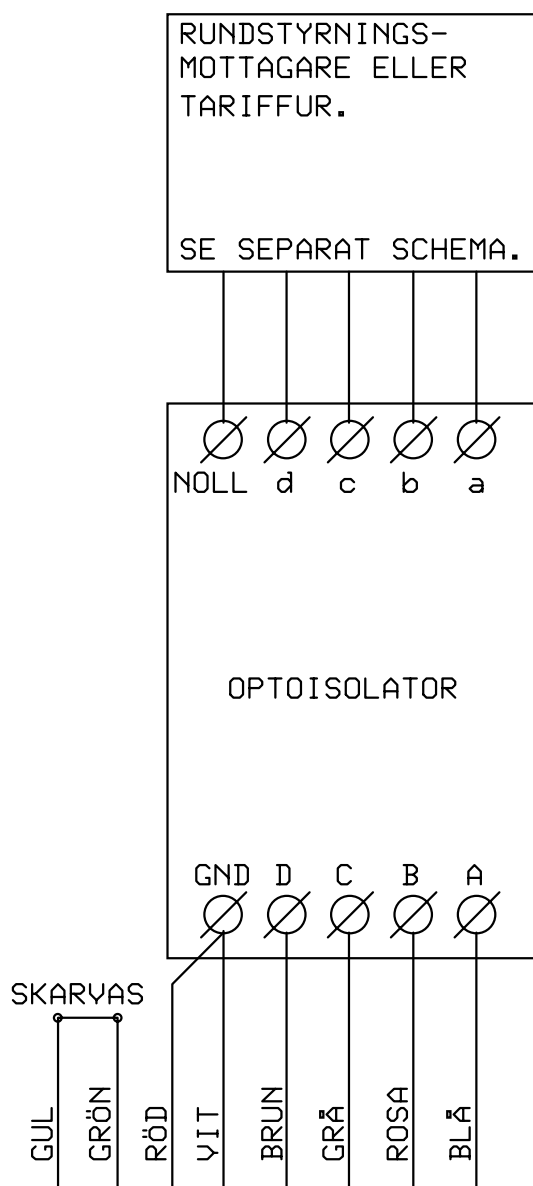 RUNDSTYRNINGS-
MOTTAGARE ELLER
TARIFFUR.
SE SEPARAT SCHEMA.
NOLL d c b a
OPTOISOLATOR
GND D C B A
SKARVAS
GUL
GRÖN
RÖD
VIT
BRUN
GRÅ
ROSA
BLÅ